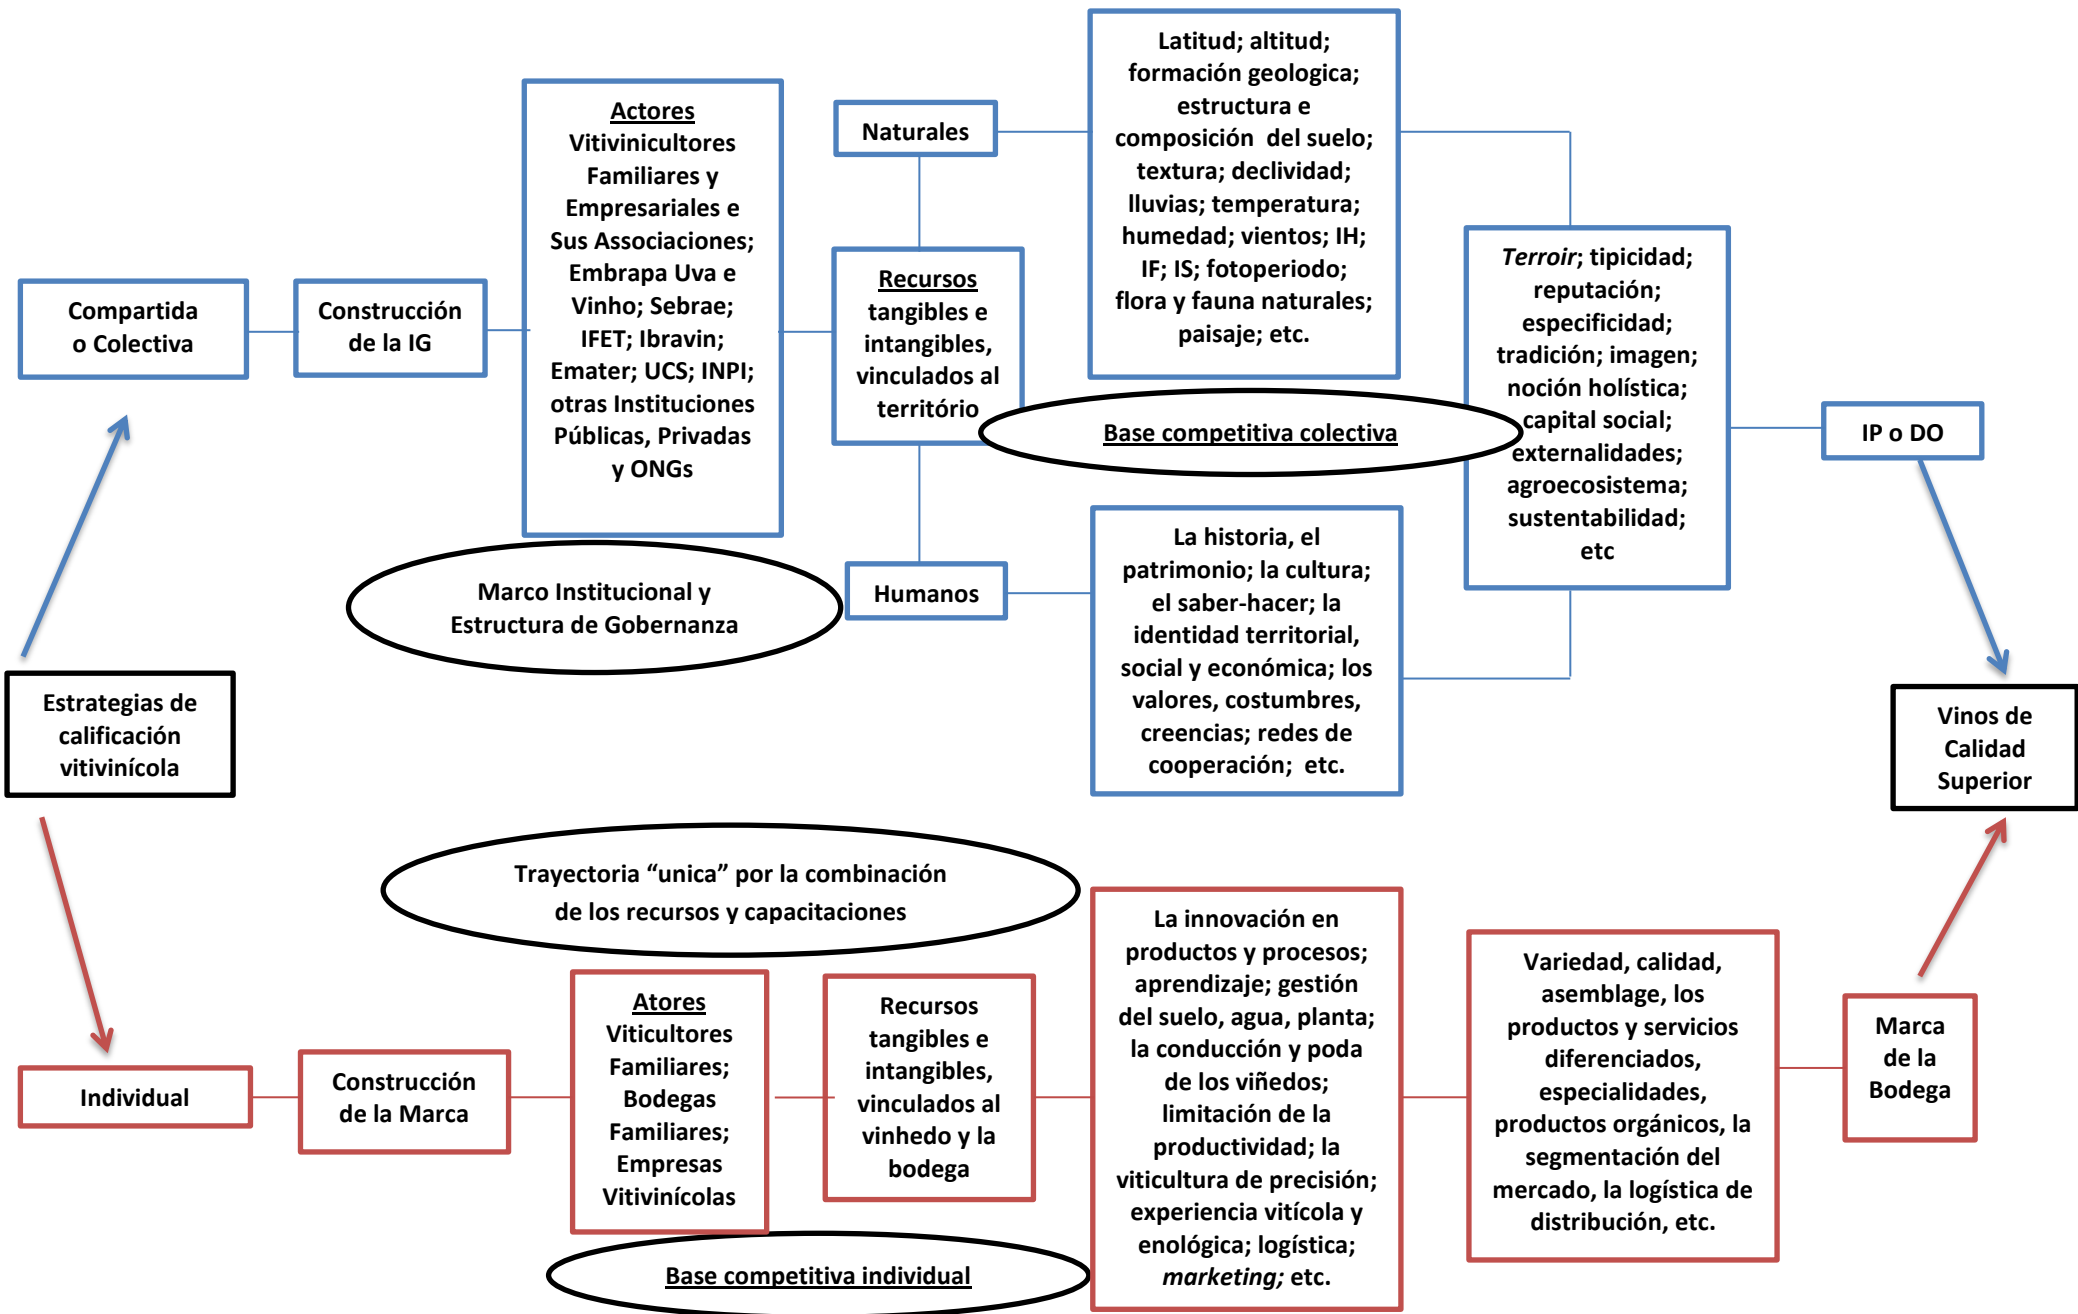 Latitud; altitud;
formación geologica;
estructura e
composición del suelo;
textura; declividad;
lluvias; temperatura;
humedad; vientos; IH;
IF; IS; fotoperiodo;
flora y fauna naturales;
paisaje; etc.
Actores
Vitivinicultores
Familiares y
Empresariales e
Sus Associaciones;
Embrapa Uva e
Vinho; Sebrae;
IFET; Ibravin;
Emater; UCS; INPI;
otras Instituciones
Públicas, Privadas
y ONGs
Naturales
Compartida
o Colectiva
Construcción
de la IG
Recursos
tangibles e
intangibles,
vinculados al
território
Terroir; tipicidad;
reputación;
especificidad;
tradición; imagen;
noción holística;
capital social;
externalidades;
agroecosistema;
sustentabilidad;
etc
Base competitiva colectiva
IP o DO
Marco Institucional y
Estructura de Gobernanza
Humanos
La historia, el
patrimonio; la cultura;
el saber-hacer; la
identidad territorial,
social y económica; los
valores, costumbres,
creencias; redes de
cooperación; etc.
Estrategias de
calificación
vitivinícola
Vinos de
Calidad
Superior
Trayectoria “unica” por la combinación
de los recursos y capacitaciones
Individual
Construcción
de la Marca
Atores
Viticultores
Familiares;
Bodegas
Familiares;
Empresas
Vitivinícolas
Recursos
tangibles e
intangibles,
vinculados al
vinhedo y la
bodega
La innovación en
productos y procesos;
aprendizaje; gestión
del suelo, agua, planta;
la conducción y poda
de los viñedos;
limitación de la
productividad; la
viticultura de precisión;
experiencia vitícola y
enológica; logística;
marketing; etc.
Variedad, calidad,
asemblage, los
productos y servicios
diferenciados,
especialidades,
productos orgánicos, la
segmentación del
mercado, la logística de
distribución, etc.
Marca
de la
Bodega
Base competitiva individual